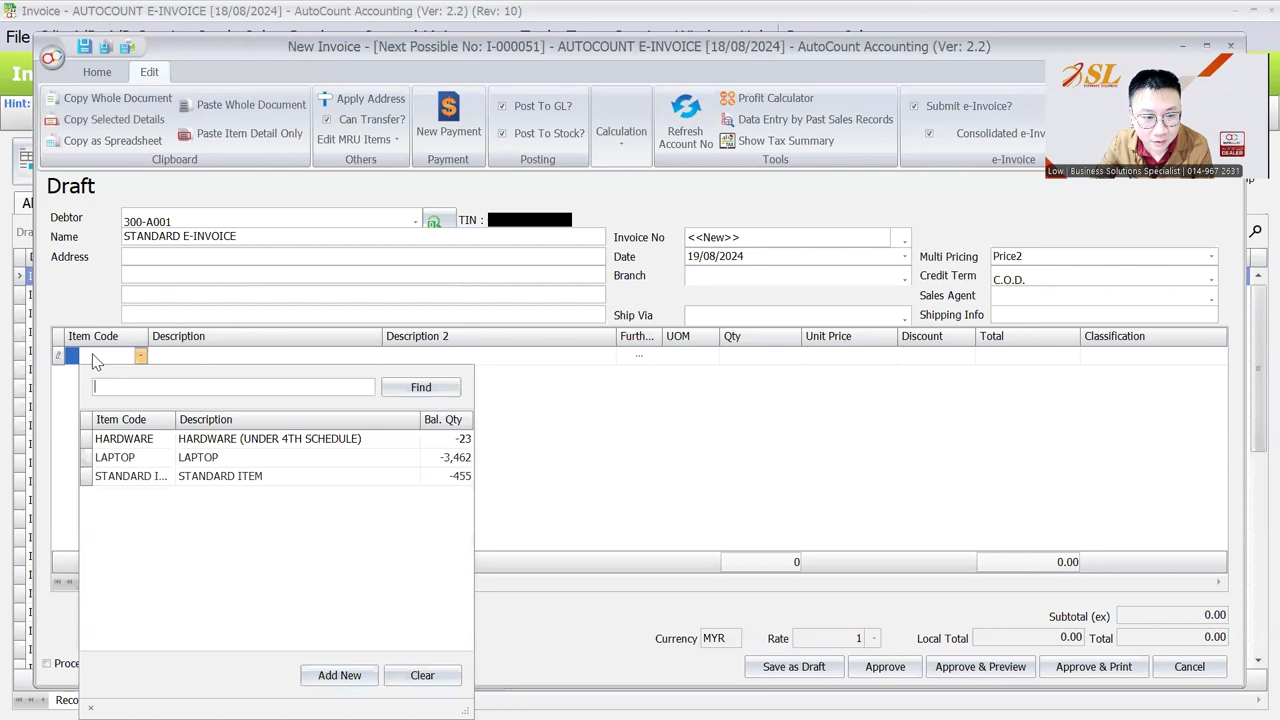 Invoice - AUTOCOUNT E-INVOICE [18/08/2024] - AutoCount Accounting (Ver: 2.2) (Rev: 10)
File
New Invoice - [Next Possible No: I-000051] - AUTOCOUNT E-INVOICE [18/08/2024] - AutoCount Accounting (Ver: 2.2)
Home Edit
Hint:
Copy Whole Document
Copy Selected Details
Copy as Spreadsheet
Paste Whole Document
Paste Item Detail Only
Clipboard
Apply Address
Can Transfer?
Edit MRU Items
Others
New Payment
Payment
Post To GL?
Post To Stock?
Posting
Calculation
Refresh
Account No
Profit Calculator
Data Entry by Past Sales Records
Show Tax Summary
Tools
Submit e-Invoice?
Consolidated e-Inv
e-Invoice
SL
SOFTWARE SOLUTIONS
DEALER
Low | Business Solutions Specialist | 014-967 2631
Draft
Debtor 300-A001 TIN :
Name STANDARD E-INVOICE
Address
Invoice No <<New>>
Date 19/08/2024
Branch
Ship Via
Multi Pricing Price2
Credit Term C.O.D.
Sales Agent
Shipping Info
Item Code Description Description 2 Furth... UOM Qty Unit Price Discount Total Classification
...
Find
Item Code Description Bal. Qty
HARDWARE HARDWARE (UNDER 4TH SCHEDULE) -23
LAPTOP LAPTOP -3,462
STANDARD I... STANDARD ITEM -455
0 0.00
Subtotal (ex) 0.00
Currency MYR Rate 1 Local Total 0.00 Total 0.00
Proce
Save as Draft Approve Approve & Preview Approve & Print Cancel
Add New Clear
Reco